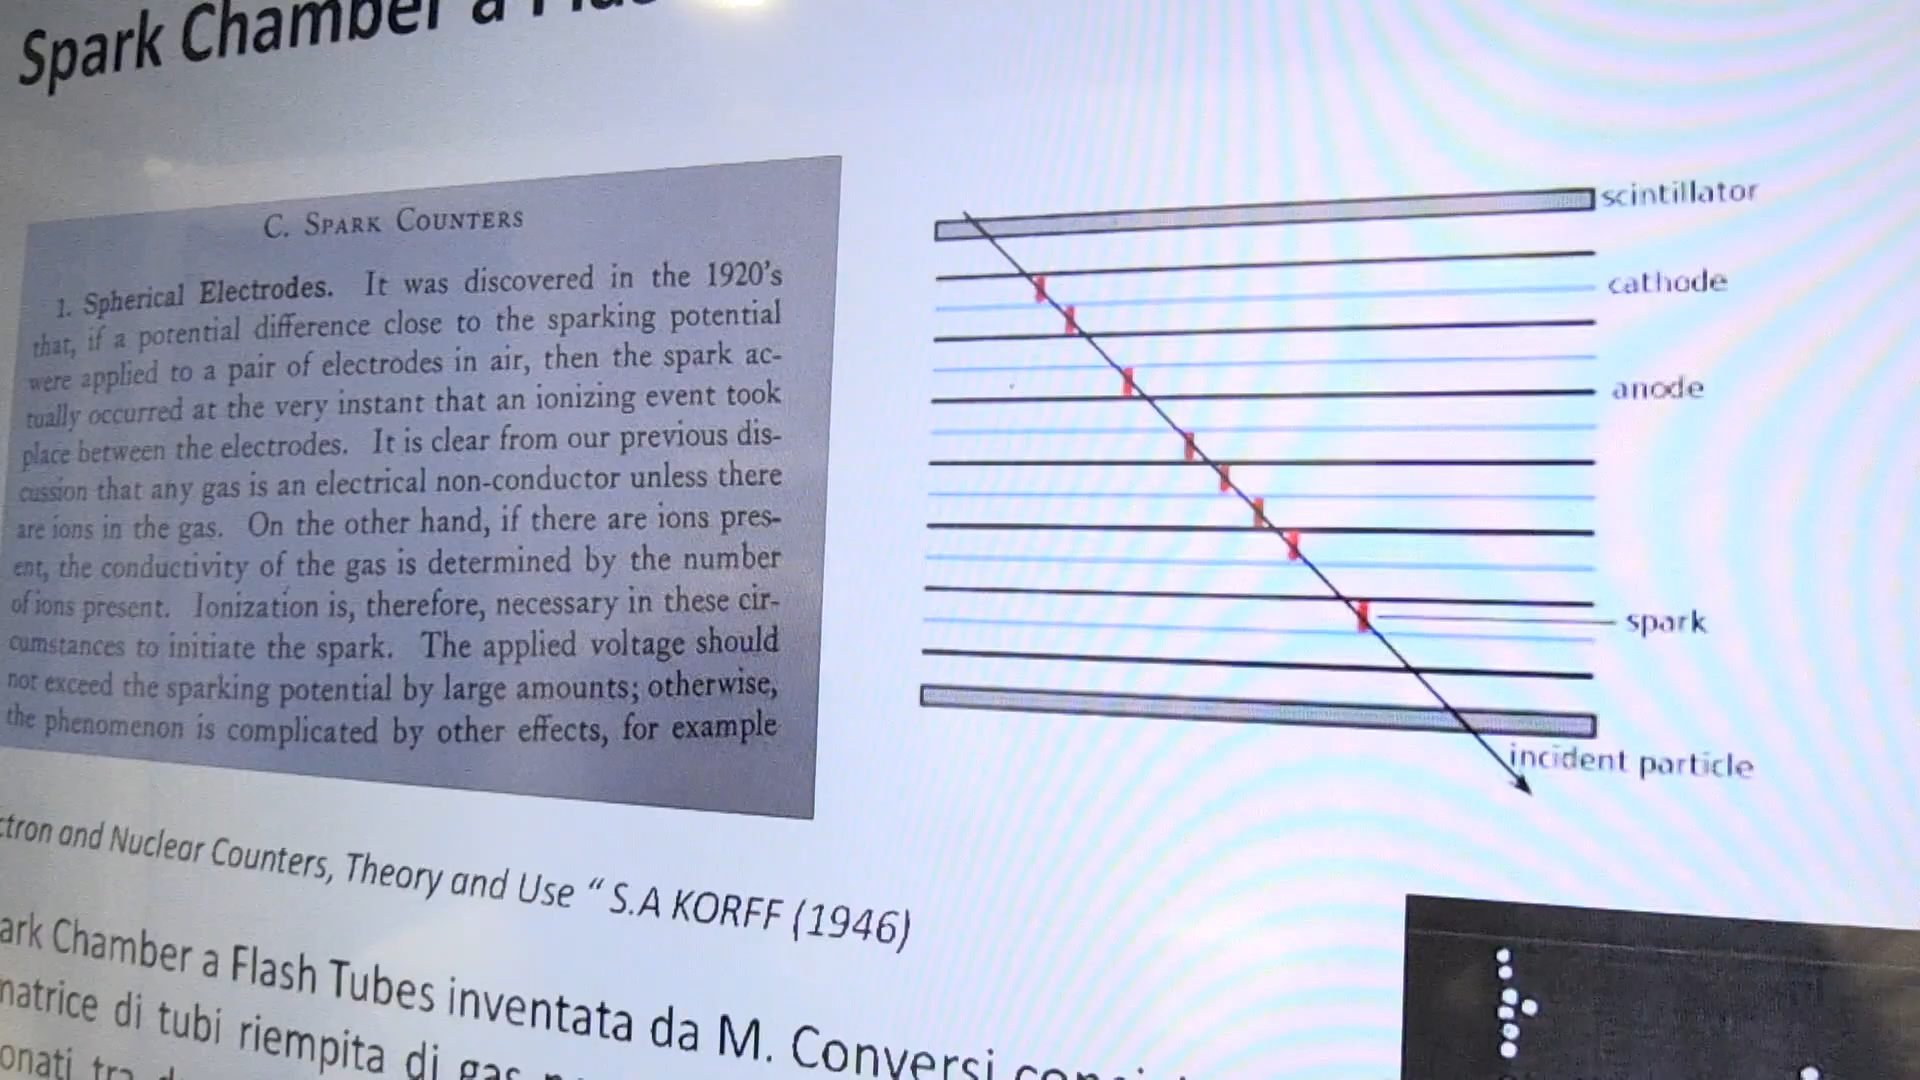 Spark Chamber a
C. SPARK COUNTERS
1. Spherical Electrodes. It was discovered in the 1920's
that, if a potential difference close to the sparking potential
were applied to a pair of electrodes in air, then the spark ac-
tually occurred at the very instant that an ionizing event took
place between the electrodes. It is clear from our previous dis-
cussion that any gas is an electrical non-conductor unless there
are ions in the gas. On the other hand, if there are ions pres-
ent, the conductivity of the gas is determined by the number
of ions present. Ionization is, therefore, necessary in these cir-
cumstances to initiate the spark. The applied voltage should
not exceed the sparking potential by large amounts; otherwise,
the phenomenon is complicated by other effects, for example
scintillator
cathode
anode
spark
incident particle
ctron and Nuclear Counters, Theory and Use “ S.A KORFF (1946)
ark Chamber a Flash Tubes inventata da M. Conversi
matrice di tubi riempita di gas
onati tra